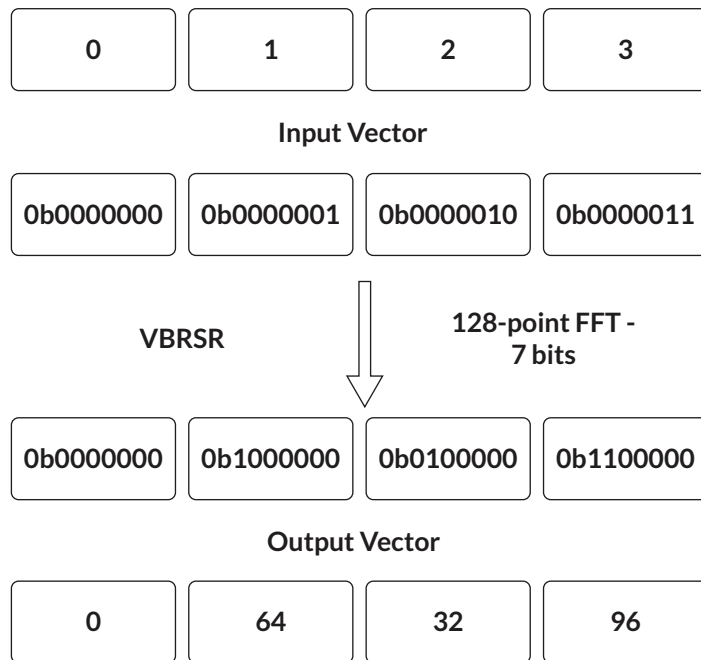 0 1 2 3
Input Vector
0b0000000 0b0000001 0b0000010 0b0000011
VBRSR
128-point FFT -
7 bits
0b0000000 0b1000000 0b0100000 0b1100000
Output Vector
0 64 32 96